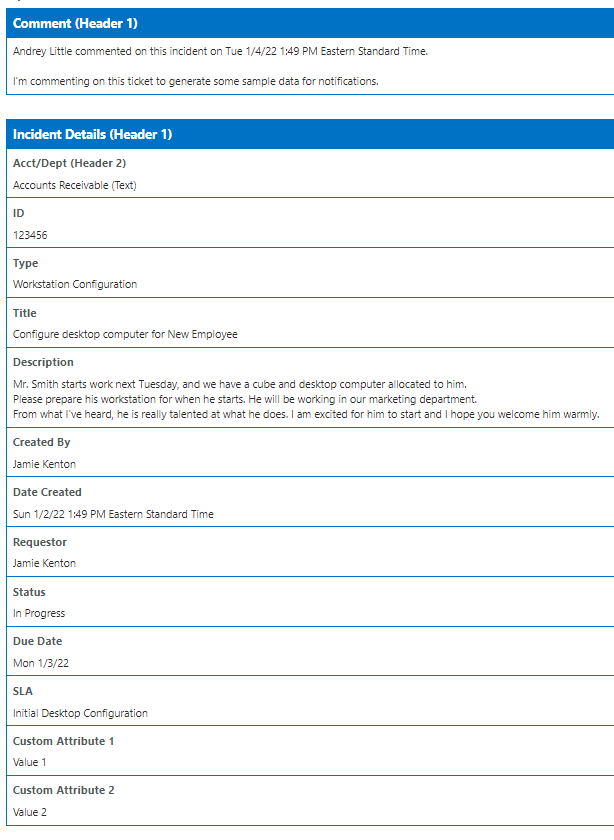 Comment (Header 1)
Andrey Little commented on this incident on Tue 1/4/22 1:49 PM Eastern Standard Time.
I'm commenting on this ticket to generate some sample data for notifications.
Incident Details (Header 1)
Acct/Dept (Header 2)
Accounts Receivable (Text)
ID
123456
Type
Workstation Configuration
Title
Configure desktop computer for New Employee
Description
Mr. Smith starts work next Tuesday, and we have a cube and desktop computer allocated to him.
Please prepare his workstation for when he starts. He will be working in our marketing department.
From what I've heard, he is really talented at what he does. I am excited for him to start and I hope you welcome him warmly.
Created By
Jamie Kenton
Date Created
Sun 1/2/22 1:49 PM Eastern Standard Time
Requestor
Jamie Kenton
Status
In Progress
Due Date
Mon 1/3/22
SLA
Initial Desktop Configuration
Custom Attribute 1
Value 1
Custom Attribute 2
Value 2